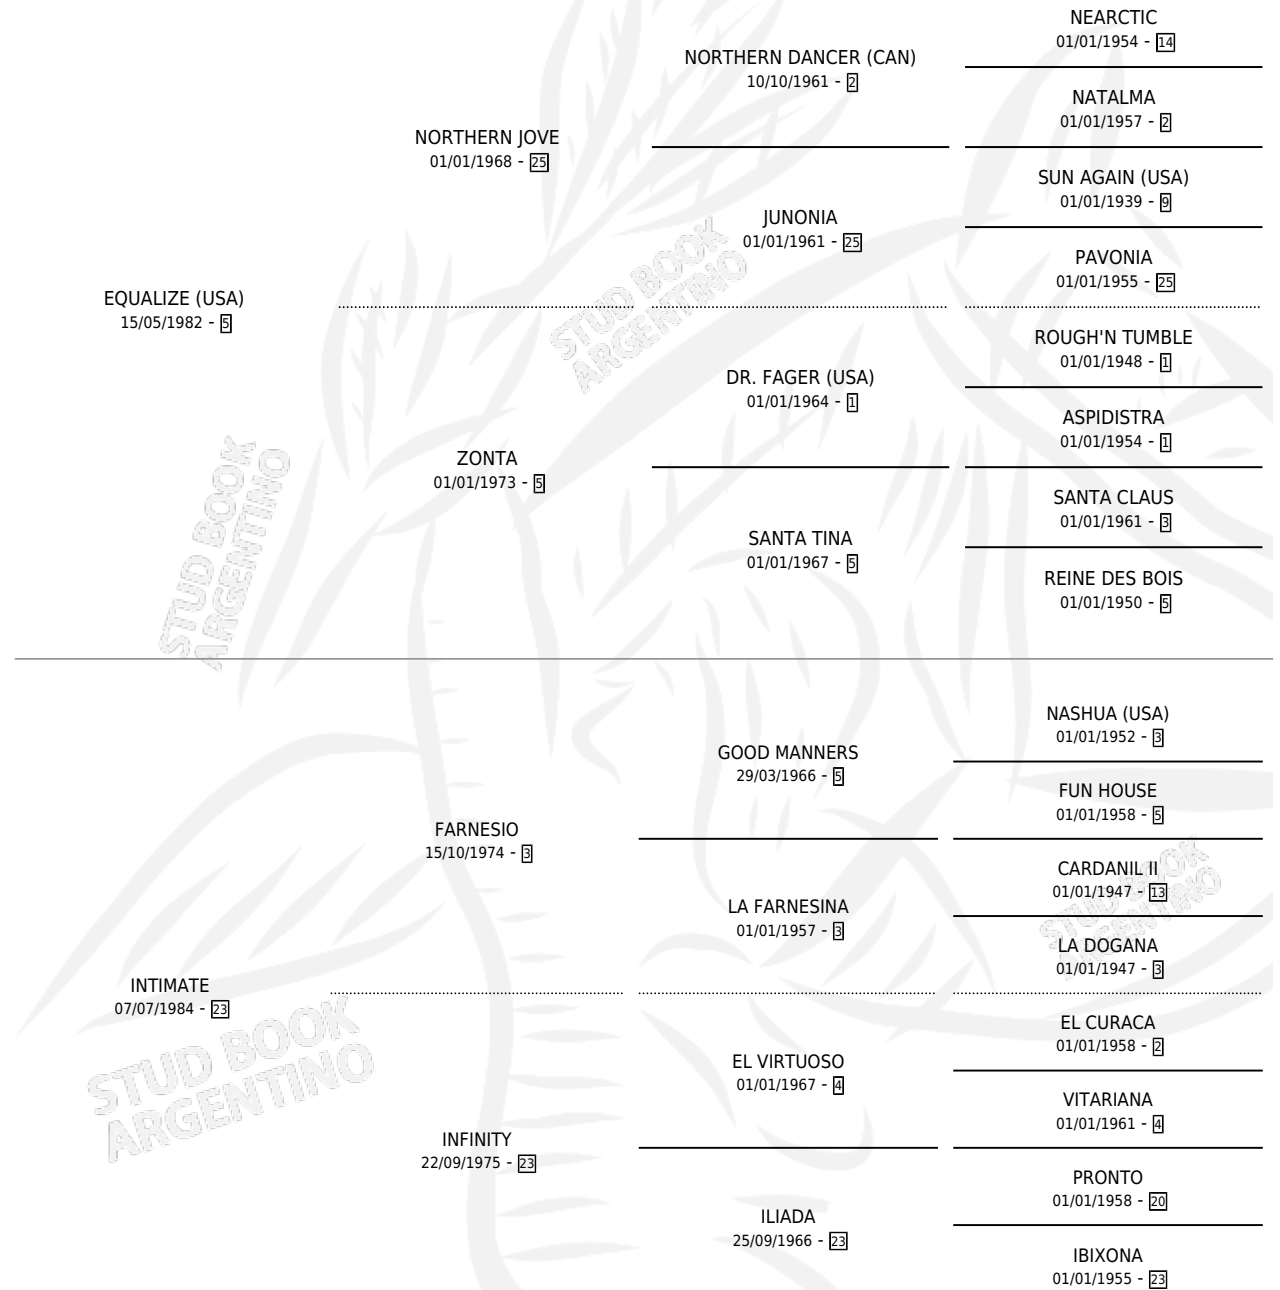 NEARCTIC
01/01/1954 - 14
NORTHERN DANCER (CAN)
10/10/1961 - 2
NATALMA
01/01/1957 - 2
NORTHERN JOVE
01/01/1968 - 25
SUN AGAIN (USA)
01/01/1939 - 9
JUNONIA
01/01/1961 - 25
PAVONIA
01/01/1955 - 25
EQUALIZE (USA)
15/05/1982 - 5
STUD BOOK
ARGENTINO
ROUGH'N TUMBLE
01/01/1948 - 1
DR. FAGER (USA)
01/01/1964 - 1
ASPIDISTRA
01/01/1954 - 1
ZONTA
01/01/1973 - 5
SANTA CLAUS
01/01/1961 - 3
SANTA TINA
01/01/1967 - 5
REINE DES BOIS
01/01/1950 - 5
STUD BOOK
ARGENTINO
NASHUA (USA)
01/01/1952 - 3
GOOD MANNERS
29/03/1966 - 5
FUN HOUSE
01/01/1958 - 5
FARNESIO
15/10/1974 - 3
CARDANIL II
01/01/1947 - 13
LA FARNESINA
01/01/1957 - 3
LA DOGANA
01/01/1947 - 3
STUD BOOK
ARGENTINO
INTIMATE
07/07/1984 - 23
EL CURACA
01/01/1958 - 2
EL VIRTUOSO
01/01/1967 - 4
VITARIANA
01/01/1961 - 4
STUD BOOK
ARGENTINO
INFINITY
22/09/1975 - 23
PRONTO
01/01/1958 - 20
ILIADA
25/09/1966 - 23
IBIXONA
01/01/1955 - 23